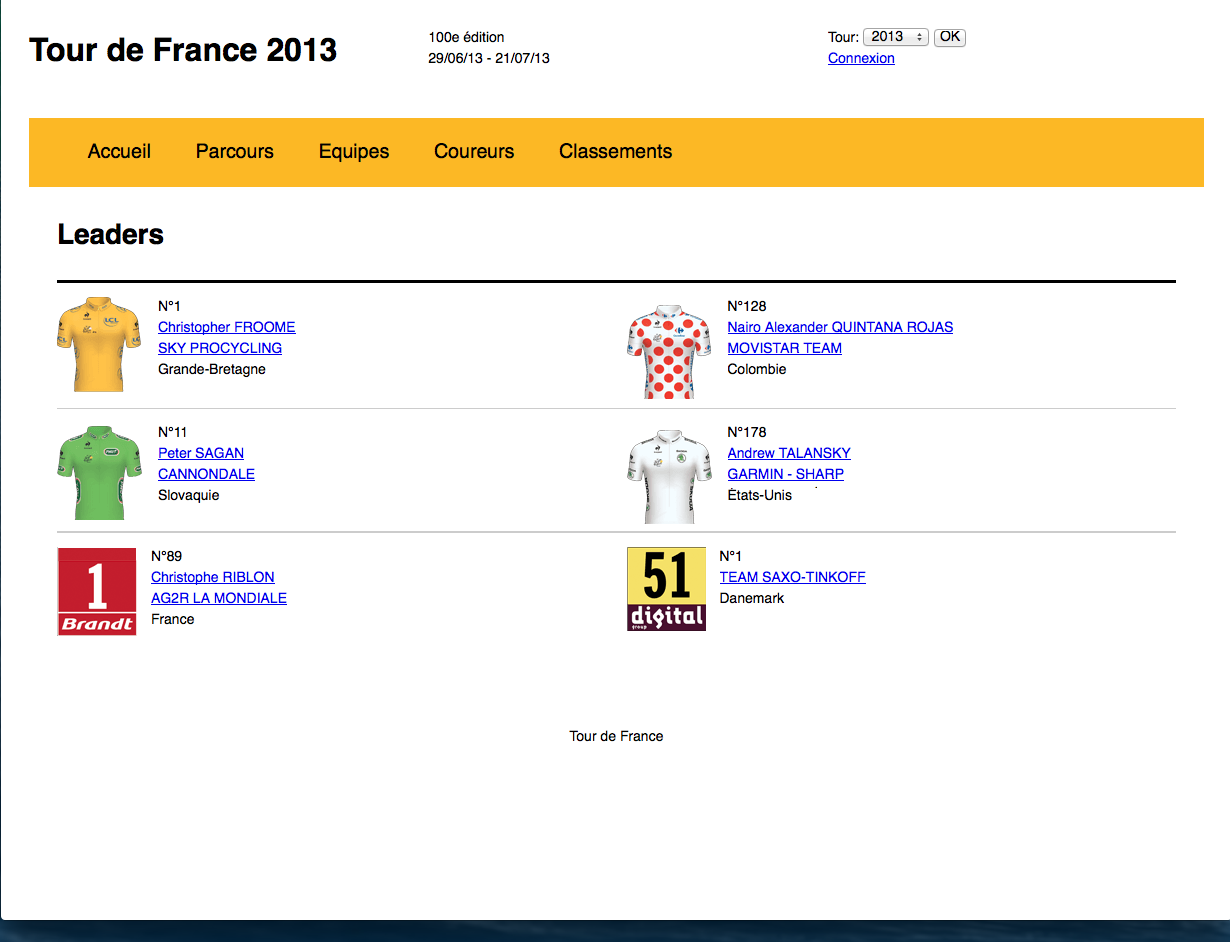 Tour de France 2013
100e édition
29/06/13 - 21/07/13
Tour: 2013 OK
Connexion
Accueil Parcours Equipes Coureurs Classements
Leaders
LCL
N°1
Christopher FROOME
SKY PROCYCLING
Grande-Bretagne
N°128
Nairo Alexander QUINTANA ROJAS
MOVISTAR TEAM
Colombie
N°11
Peter SAGAN
CANNONDALE
Slovaquie
N°178
Andrew TALANSKY
GARMIN - SHARP
États-Unis
1
Brandt
N°89
Christophe RIBLON
AG2R LA MONDIALE
France
51
digital
group
N°1
TEAM SAXO-TINKOFF
Danemark
Tour de France